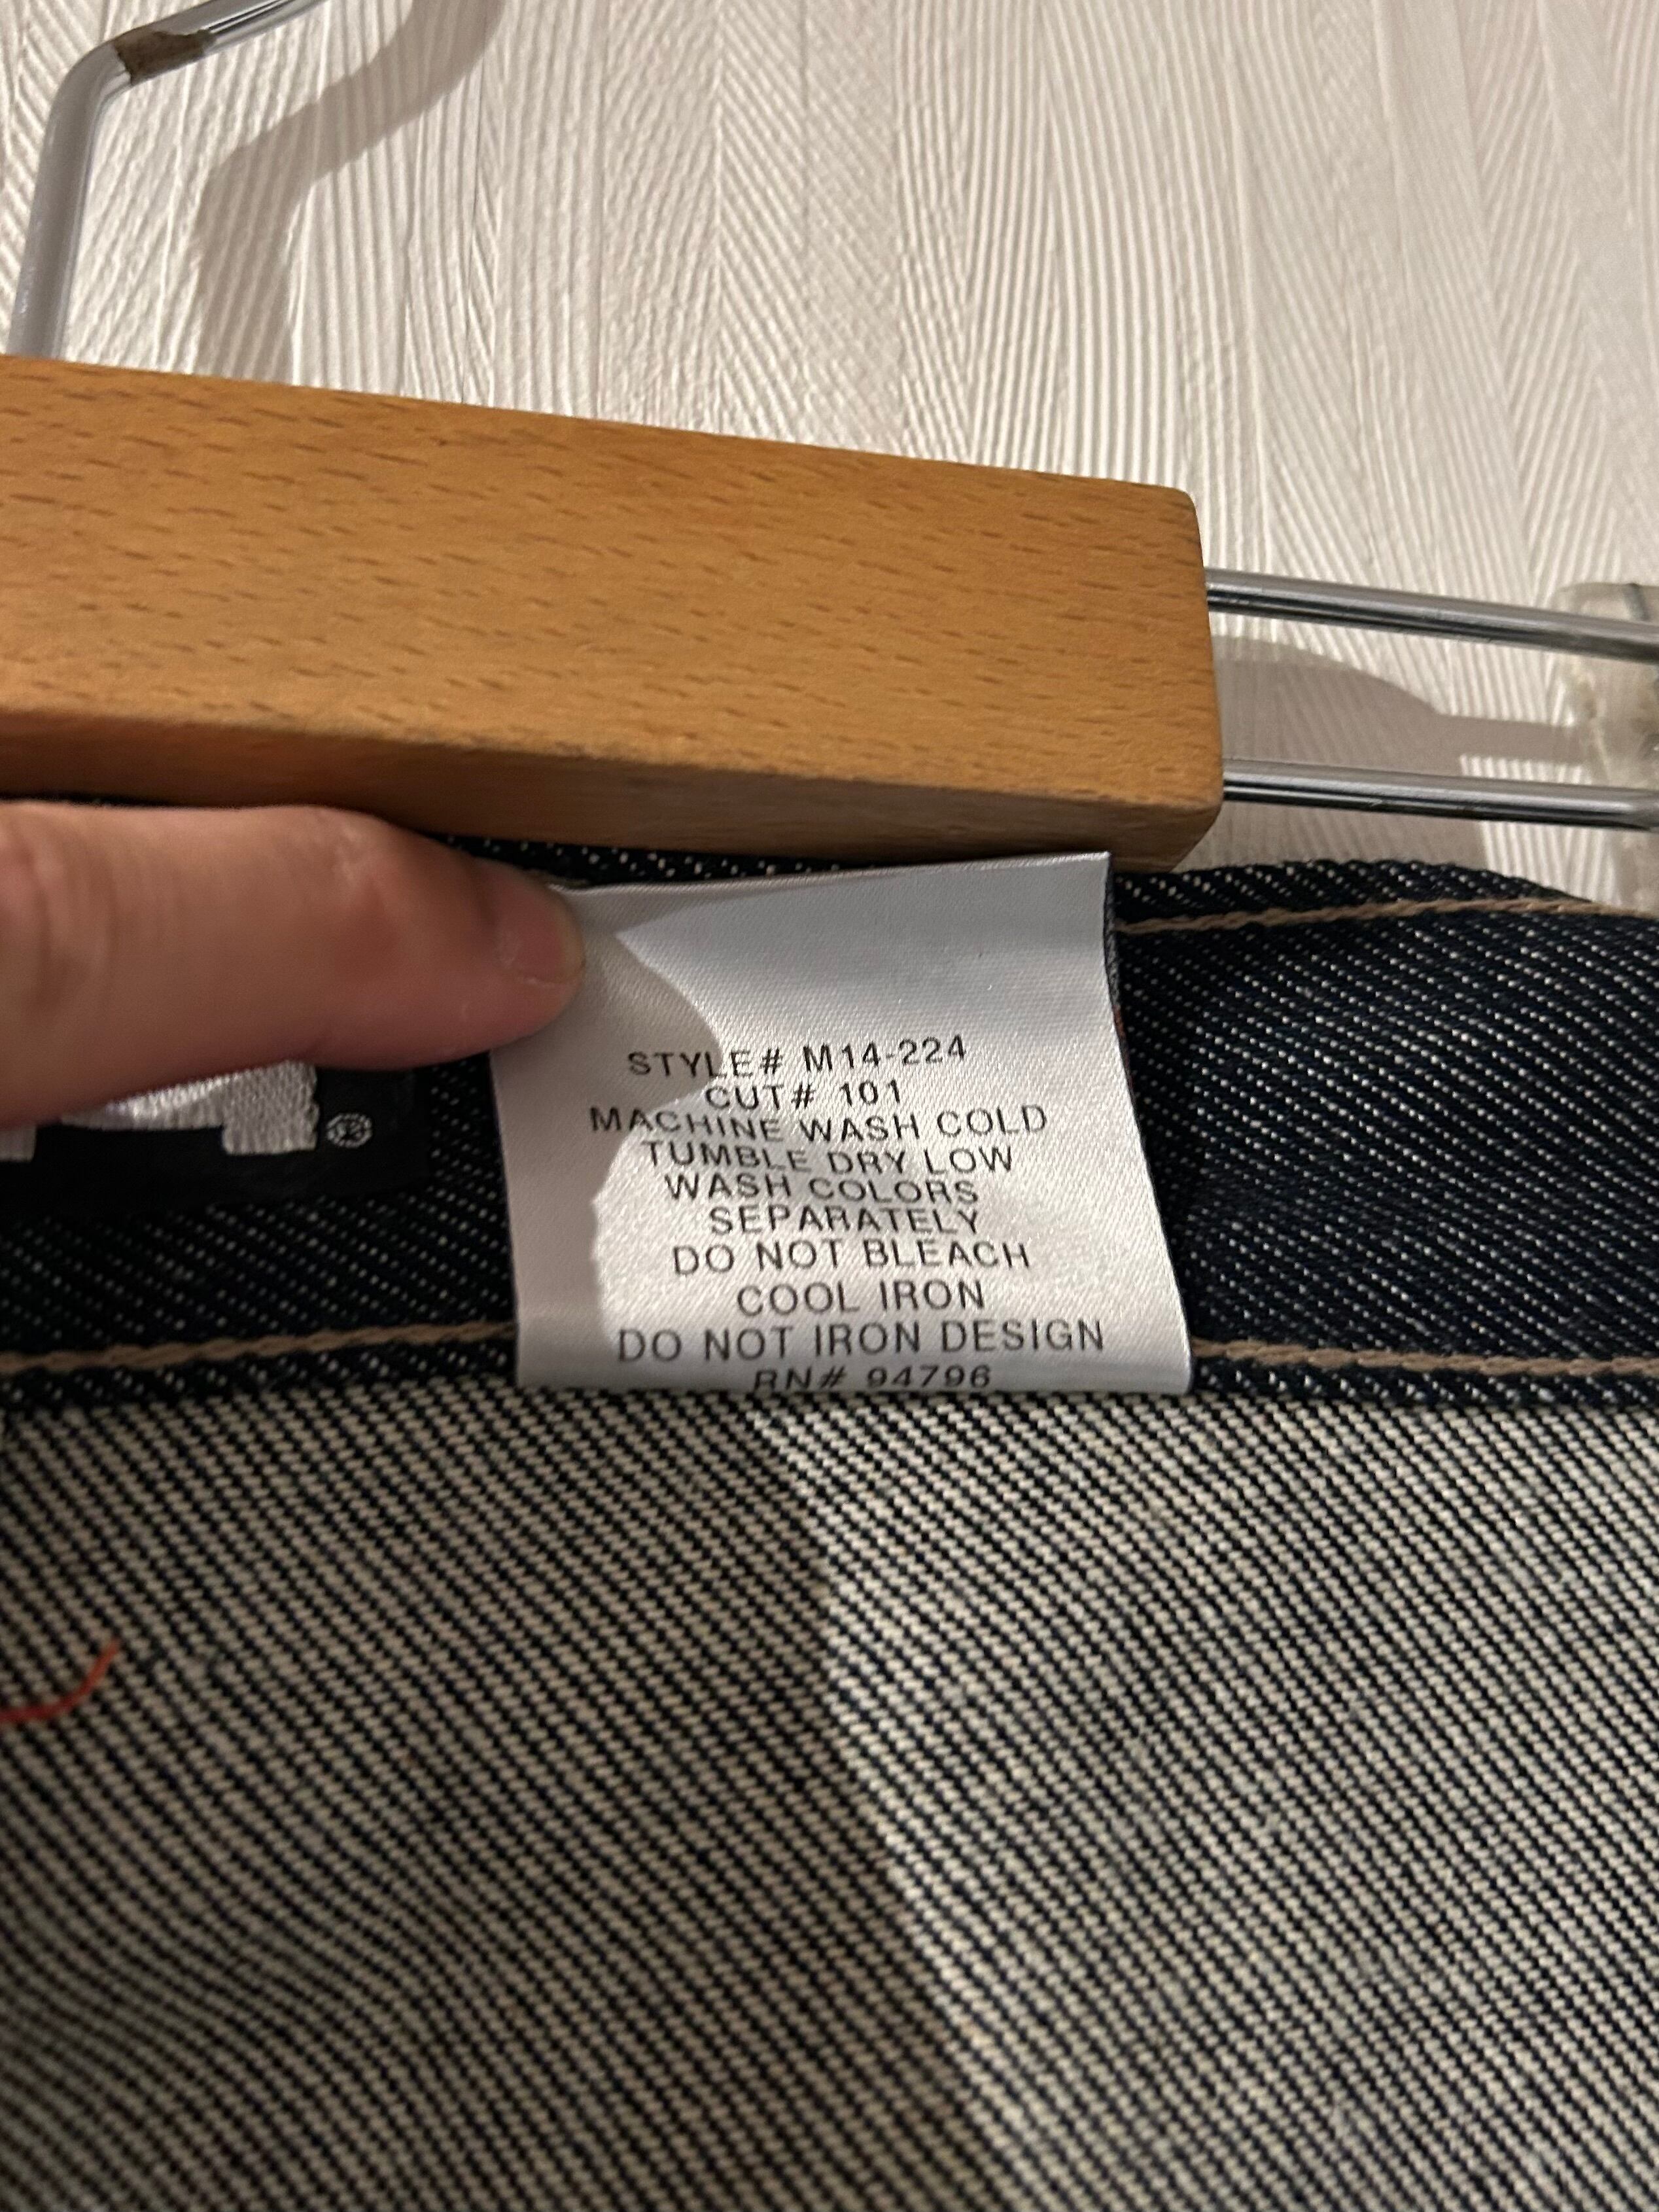 STYLE# M14-224
CUT# 101
MACHINE WASH COLD
TUMBLE DRY LOW
WASH COLORS
SEPARATELY
DO NOT BLEACH
COOL IRON
DO NOT IRON DESIGN
RN# 94796
®